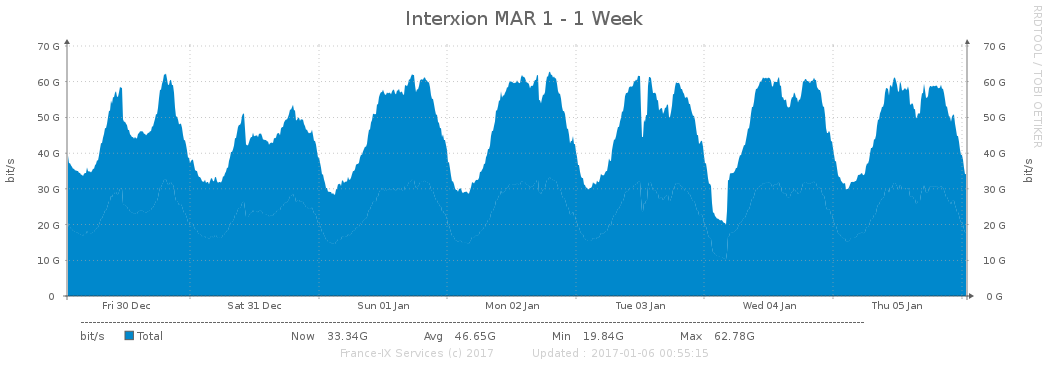 Interxion MAR 1 - 1 Week
RRDTOOL / TOBI OETIKER
bit/s
70 G 70 G
60 G 60 G
50 G 50 G
40 G 40 G
30 G 30 G
20 G 20 G
10 G 10 G
0 0 G
bit/s
Fri 30 Dec Sat 31 Dec Sun 01 Jan Mon 02 Jan Tue 03 Jan Wed 04 Jan Thu 05 Jan
bit/s Total Now 33.34G Avg 46.65G Min 19.84G Max 62.78G
France-IX Services (c) 2017 Updated : 2017-01-06 00:55:15